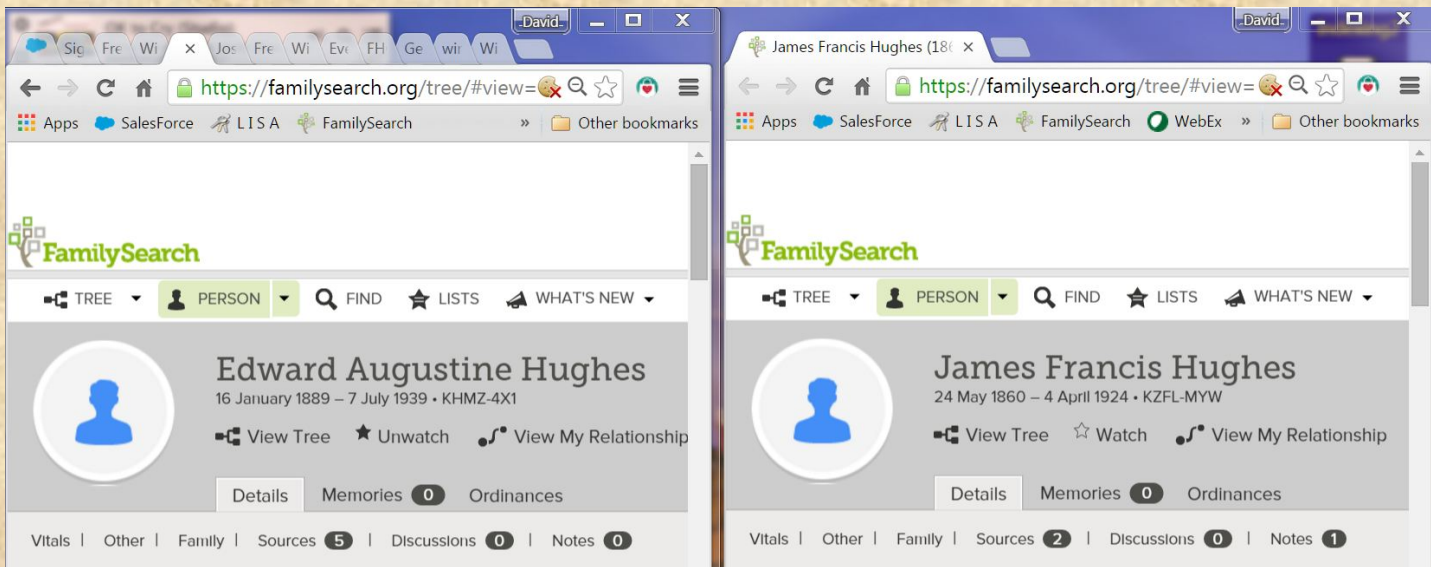 David
Sig Fre Wi Jos Fre Wi Eve FH Ge wir Wi
https://familysearch.org/tree/#view=
Apps SalesForce L I S A FamilySearch » Other bookmarks
FamilySearch
TREE PERSON FIND LISTS WHAT'S NEW
Edward Augustine Hughes
16 January 1889 – 7 July 1939 • KHMZ-4X1
View Tree Unwatch View My Relationship
Details Memories 0 Ordinances
Vitals | Other | Family | Sources 5 | Discussions 0 | Notes 0
David
James Francis Hughes (186
https://familysearch.org/tree/#view=
Apps SalesForce L I S A FamilySearch WebEx » Other bookmarks
FamilySearch
TREE PERSON FIND LISTS WHAT'S NEW
James Francis Hughes
24 May 1860 – 4 April 1924 • KZFL-MYW
View Tree Watch View My Relationship
Details Memories 0 Ordinances
Vitals | Other | Family | Sources 2 | Discussions 0 | Notes 1